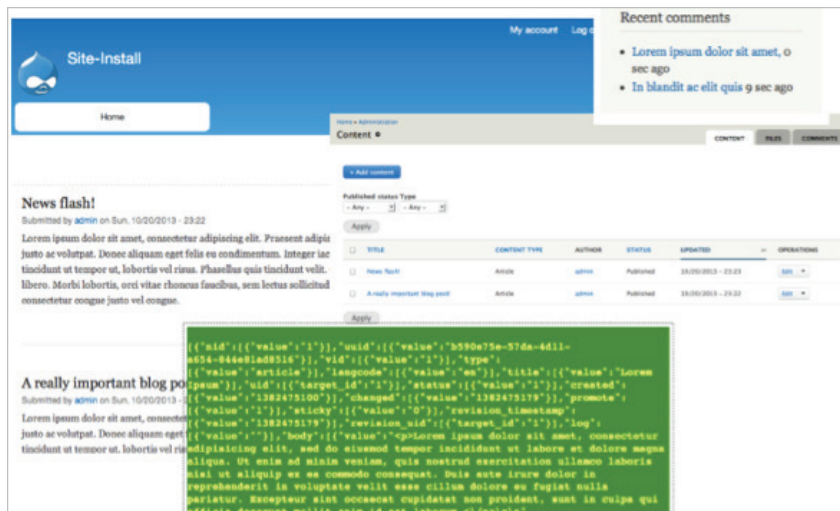 My account Log o
Site-Install
Home
Recent comments
Lorem ipsum dolor sit amet, 0
sec ago
In blandit ac elit quis 9 sec ago
Home » Administration
Content
CONTENT FILES COMMENTS
+ Add content
Published status Type
- Any - - Any -
Apply
TITLE CONTENT TYPE AUTHOR STATUS UPDATED OPERATIONS
News flash! Article admin Published 10/20/2013 - 23:23 Edit
A really important blog post! Article admin Published 10/20/2013 - 23:22 Edit
Apply
News flash!
Submitted by admin on Sun, 10/20/2013 - 23:22
Lorem ipsum dolor sit amet, consectetur adipiscing elit. Praesent adipis
justo ac volutpat. Donec aliquam eget felis eu condimentum. Integer iac
tincidunt ut tempor ut, lobortis vel risus. Phasellus quis tincidunt velit.
libero. Morbi lobortis, orci vitae rhoncus faucibus, sem lectus sollicitud
consectetur congue justo vel congue.
A really important blog po
Submitted by admin on Sun, 10/20/2013 -
Lorem ipsum dolor sit amet, consectet
justo ac volutpat. Donec aliquam eget
tincidunt ut tempor ut, lobortis vel ris
[{"nid":[{"value":"1"}],"uuid":[{"value":"b590a75e-57da-4d11-
a654-844e81ad8516"}],"vid":[{"value":"1"}],"type":
[{"value":"article"}],"langcode":[{"value":"en"}],"title":[{"value":"Lorem
ipsum"}],"uid":[{"target_id":"1"}],"status":[{"value":"1"}],"created":
[{"value":"1382475100"}],"changed":[{"value":"1382475179"}],"promote":
[{"value":"1"}],"sticky":[{"value":"0"}],"revision_timestamp":
[{"value":"1382475179"}],"revision_uid":[{"target_id":"1"}],"log":
[{"value":""}],"body":[{"value":"<p>Lorem ipsum dolor sit amet, consectetur
adipisicing elit, sed do eiusmod tempor incididunt ut labore et dolore magna
aliqua. Ut enim ad minim veniam, quis nostrud exercitation ullamco laboris
nisi ut aliquip ex ea commodo consequat. Duis aute irure dolor in
reprehenderit in voluptate velit esse cillum dolore eu fugiat nulla
pariatur. Excepteur sint occaecat cupidatat non proident, sunt in culpa qui